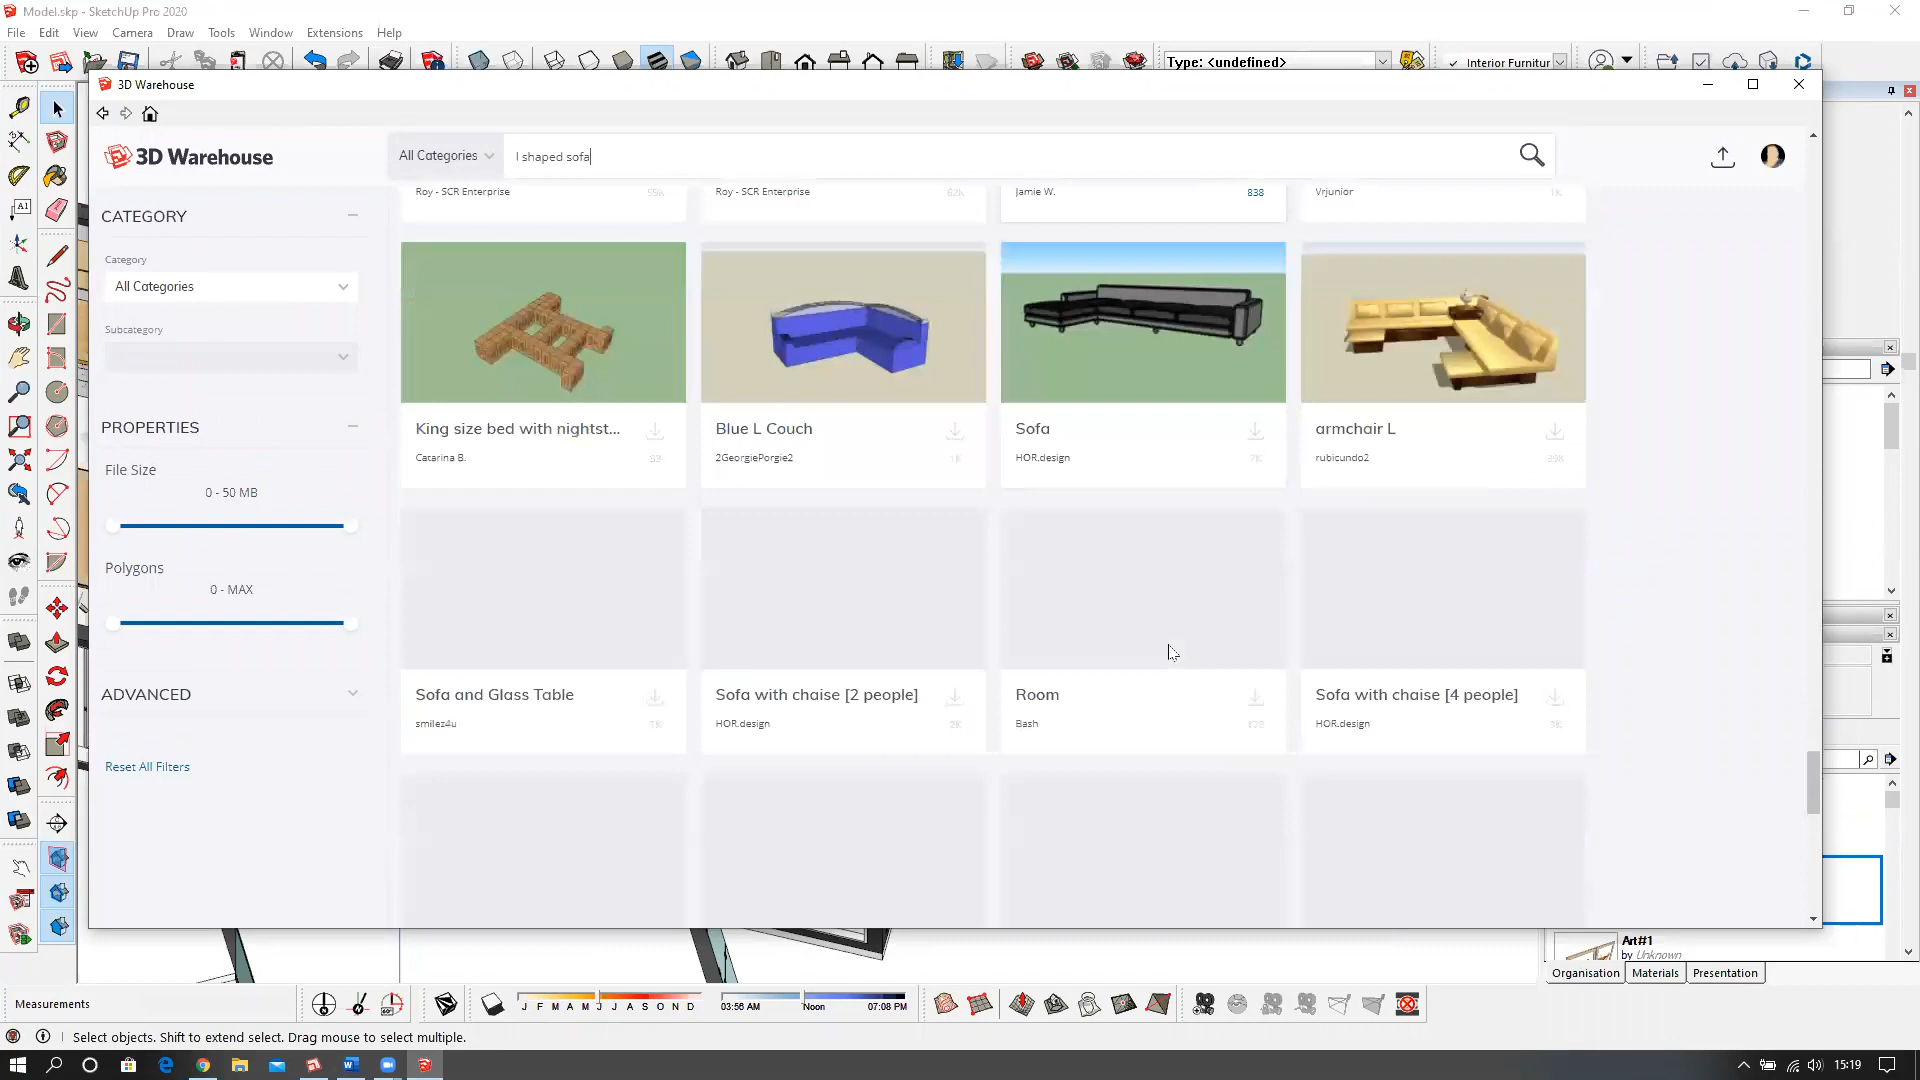 Model.skp - SketchUp Pro 2020
File Edit View Camera Draw Tools Window Extensions Help
Type: <undefined>
Interior Furnitur
3D Warehouse
3D Warehouse
All Categories
l shaped sofa
Roy - SCR Enterprise
Roy - SCR Enterprise
Jamie W. 838
Vrjunior 1K
CATEGORY
Category
All Categories
Subcategory
PROPERTIES
File Size
0 - 50 MB
Polygons
0 - MAX
ADVANCED
Reset All Filters
King size bed with nightst...
Catarina B.
Blue L Couch
2GeorgiePorgie2 1K
Sofa
HOR.design 7K
armchair L
rubicundo2
Sofa and Glass Table
smilez4u
Sofa with chaise [2 people]
HOR.design 2K
Room
Bash
Sofa with chaise [4 people]
HOR.design
Art#1
by Unknown
Organisation Materials Presentation
Measurements
J F M A M J J A S O N D
03:56 AM Noon 07:08 PM
Select objects. Shift to extend select. Drag mouse to select multiple.
15:19